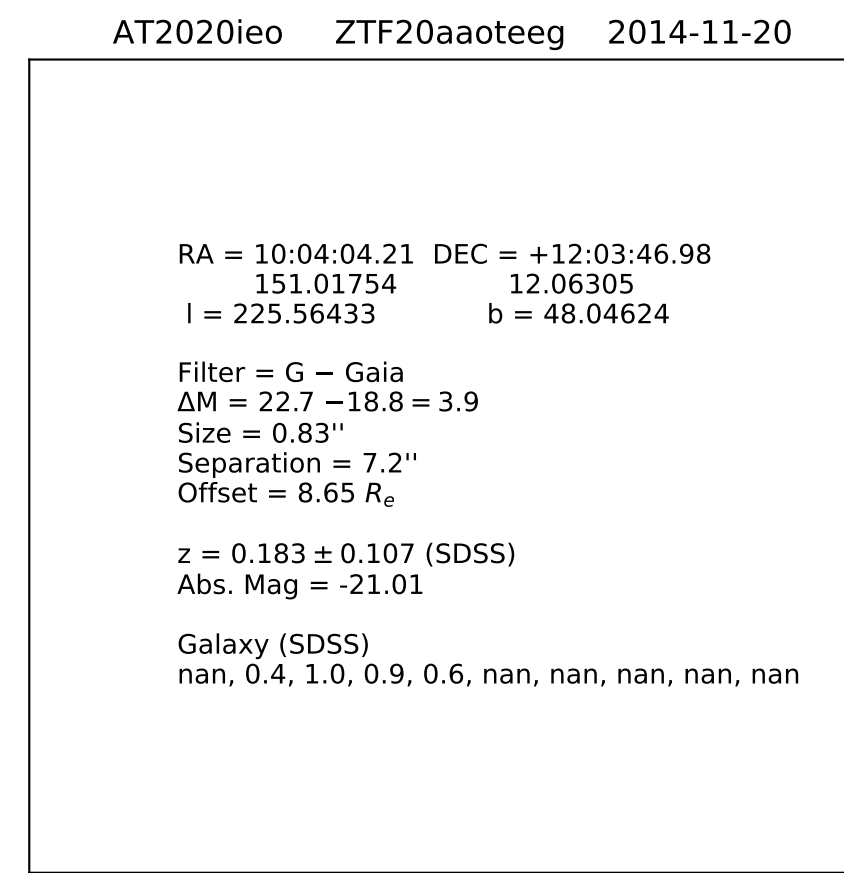 AT2020ieo ZTF20aaoteeg 2014-11-20
RA = 10:04:04.21 DEC = +12:03:46.98
151.01754 12.06305
l = 225.56433 b = 48.04624
Filter = G − Gaia
ΔM = 22.7 −18.8 = 3.9
Size = 0.83''
Separation = 7.2''
Offset = 8.65 Re
z = 0.183 ± 0.107 (SDSS)
Abs. Mag = -21.01
Galaxy (SDSS)
nan, 0.4, 1.0, 0.9, 0.6, nan, nan, nan, nan, nan